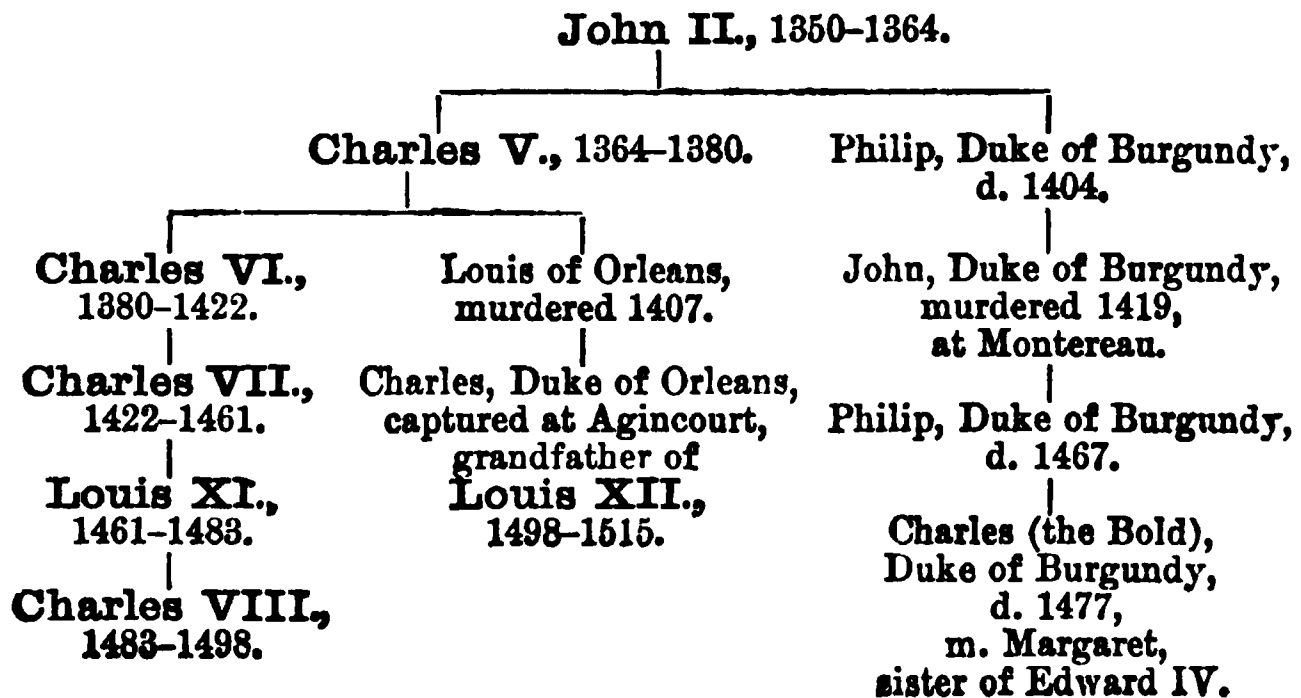 John II., 1350–1364.
Charles V., 1364–1380.
Philip, Duke of Burgundy,
d. 1404.
Charles VI.,
1380–1422.
Louis of Orleans,
murdered 1407.
John, Duke of Burgundy,
murdered 1419,
at Montereau.
Charles VII.,
1422–1461.
Charles, Duke of Orleans,
captured at Agincourt,
grandfather of
Louis XII.,
1498–1515.
Philip, Duke of Burgundy,
d. 1467.
Louis XI.,
1461–1483.
Charles (the Bold),
Duke of Burgundy,
d. 1477,
m. Margaret,
sister of Edward IV.
Charles VIII.,
1483–1498.